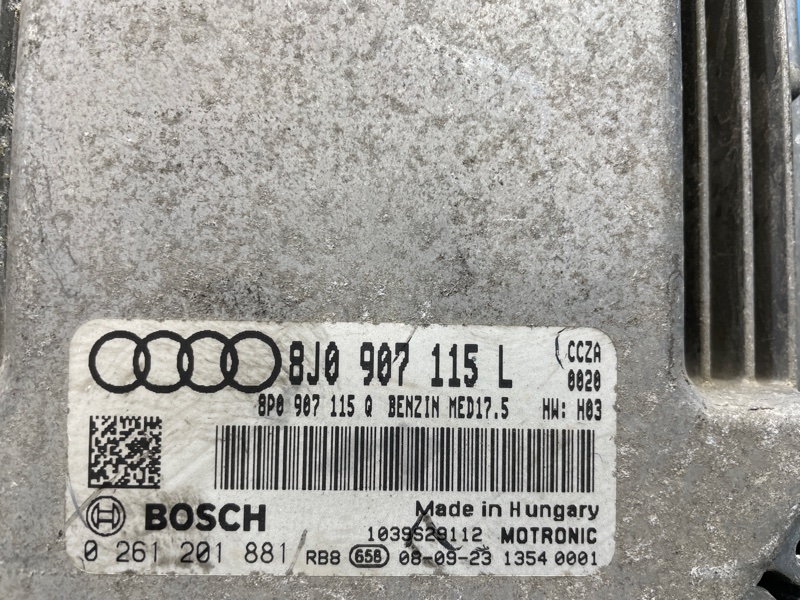 8J0 907 115 L CCZA
0020
8P0 907 115 Q BENZIN MED17.5 HW: H03
Made in Hungary
BOSCH
1039S29112 MOTRONIC
0 261 201 881 RB8 658 08-09-23 1354 0001